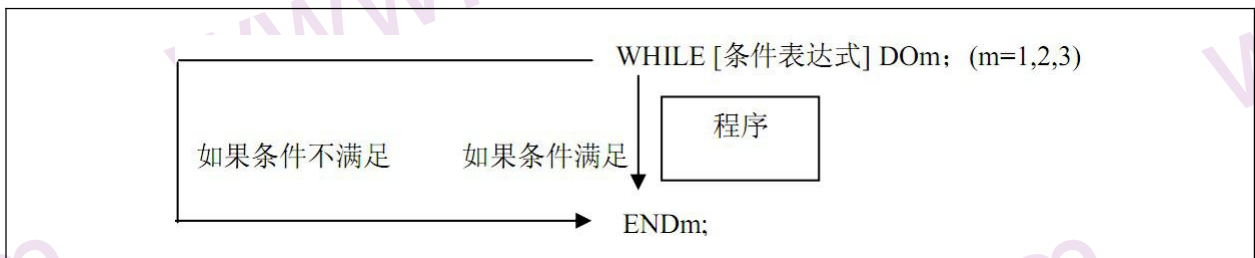 WHILE [条件表达式] DOm；(m=1,2,3)
程序
如果条件不满足
如果条件满足
ENDm;